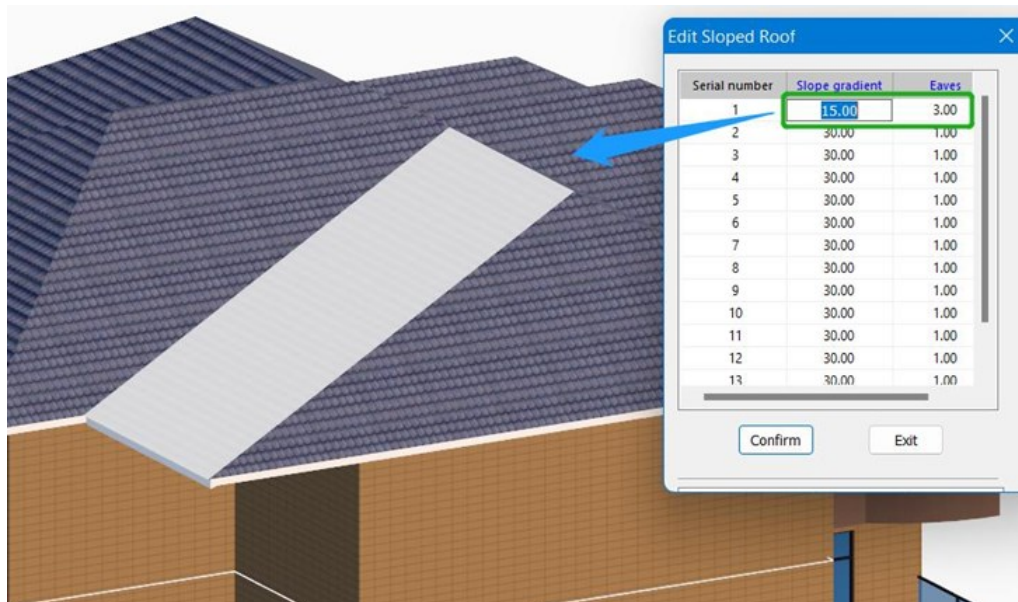 Edit Sloped Roof
Serial number Slope gradient Eaves
1 15.00 3.00
2 30.00 1.00
3 30.00 1.00
4 30.00 1.00
5 30.00 1.00
6 30.00 1.00
7 30.00 1.00
8 30.00 1.00
9 30.00 1.00
10 30.00 1.00
11 30.00 1.00
12 30.00 1.00
13 30.00 1.00
Confirm Exit